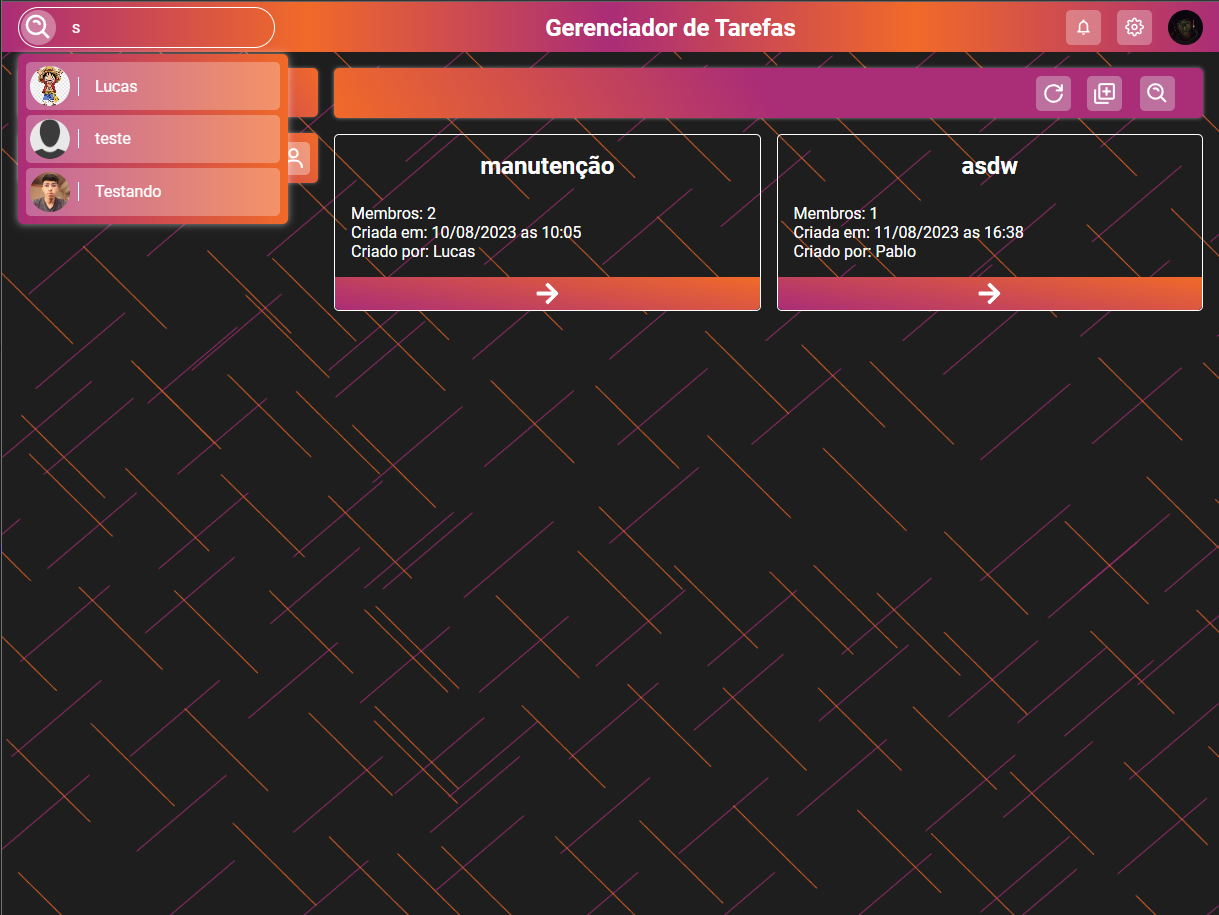 s
Gerenciador de Tarefas
Lucas
teste
Testando
manutenção
Membros: 2
Criada em: 10/08/2023 as 10:05
Criado por: Lucas
asdw
Membros: 1
Criada em: 11/08/2023 as 16:38
Criado por: Pablo